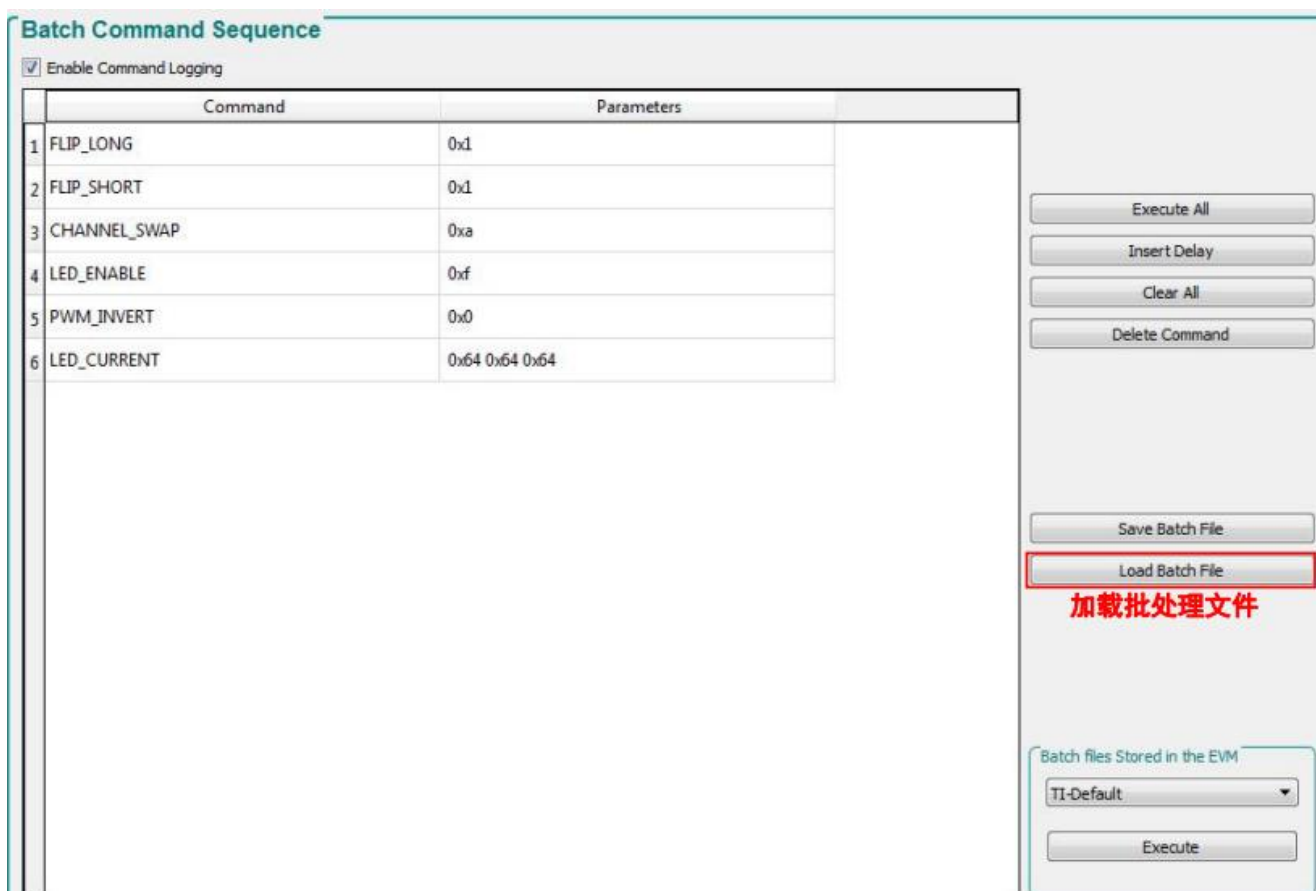 Batch Command Sequence
Enable Command Logging
Command Parameters
1 FLIP_LONG 0x1
2 FLIP_SHORT 0x1
3 CHANNEL_SWAP 0xa
4 LED_ENABLE 0xf
5 PWM_INVERT 0x0
6 LED_CURRENT 0x64 0x64 0x64
Execute All
Insert Delay
Clear All
Delete Command
Save Batch File
Load Batch File
加载批处理文件
Batch files Stored in the EVM
TI-Default
Execute